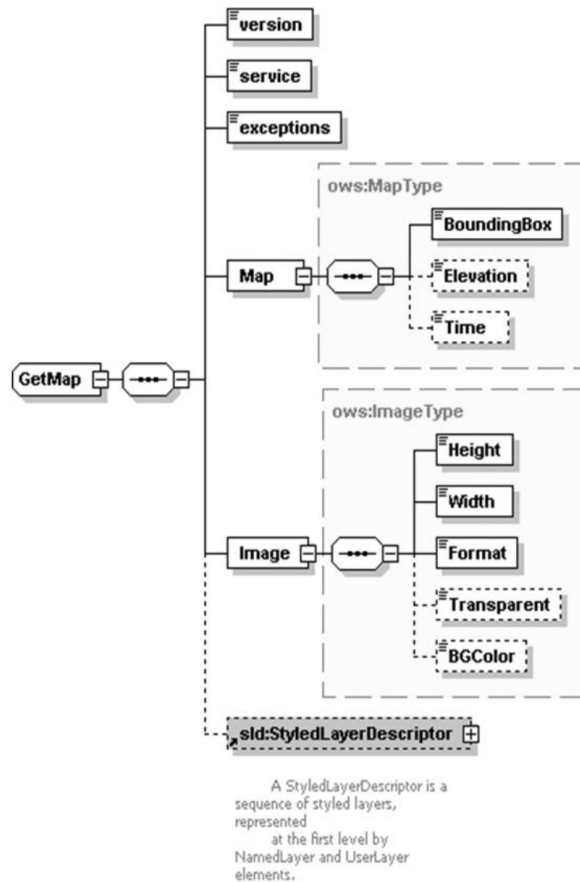 version
service
exceptions
ows:MapType
BoundingBox
Elevation
Time
Map
GetMap
ows:ImageType
Height
Width
Format
Transparent
BGColor
Image
sld:StyledLayerDescriptor
A StyledLayerDescriptor is a
sequence of styled layers,
represented
at the first level by
NamedLayer and UserLayer
elements.